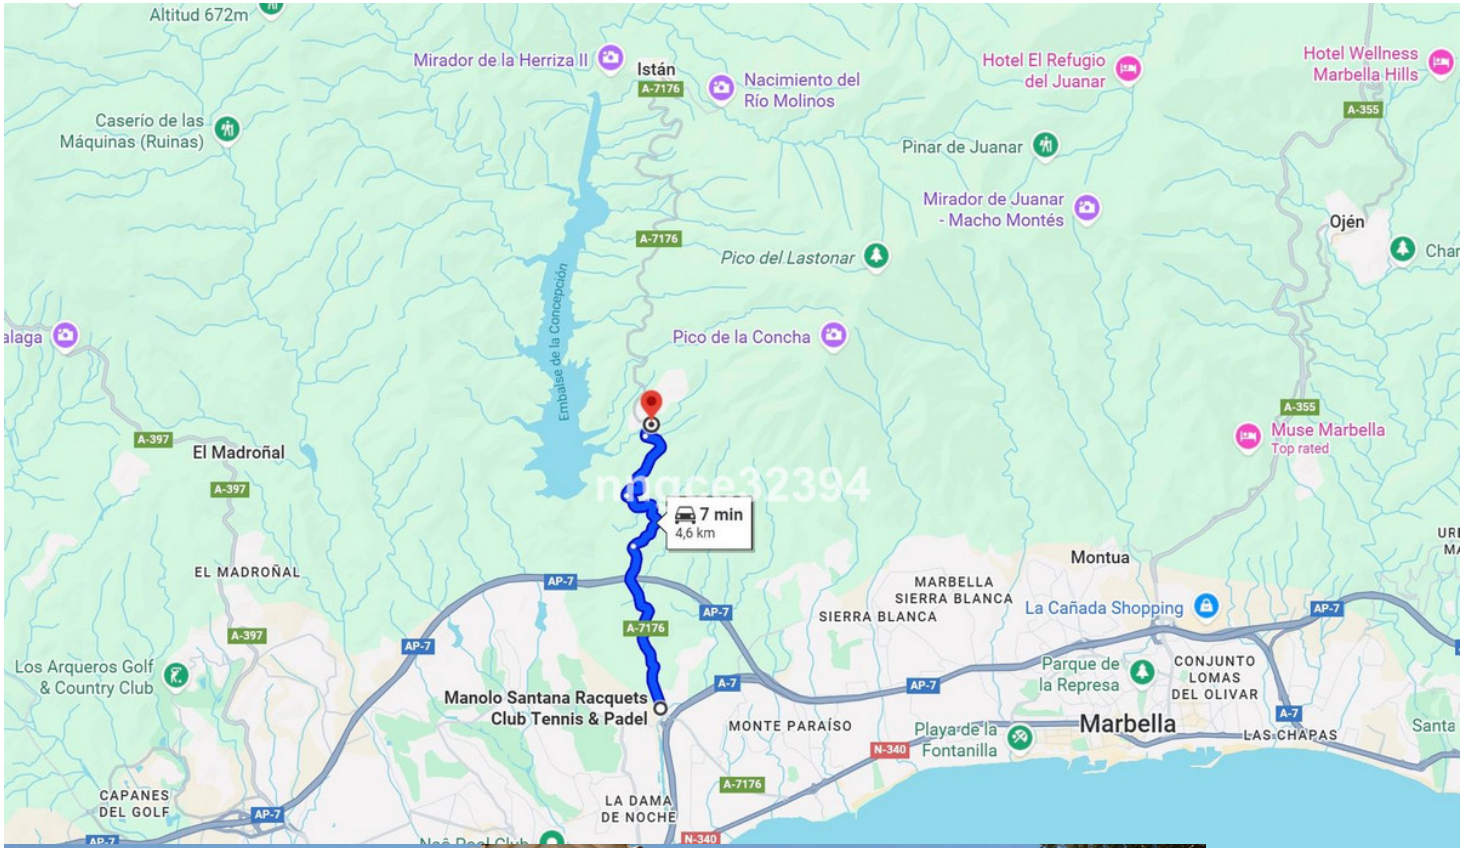 Altitud 672m
Mirador de la Herriza II
Istán
A-7176
Nacimiento del
Río Molinos
Hotel El Refugio
del Juanar
Hotel Wellness
Marbella Hills
A-355
Caserío de las
Máquinas (Ruinas)
Pinar de Juanar
Mirador de Juanar
- Macho Montés
Ojén
A-7176
Pico del Lastonar
Char
Embalse de la Concepción
alaga
Pico de la Concha
A-355
A-397
El Madroñal
Muse Marbella
Top rated
A-397
nngce32394
7 min
4,6 km
EL MADROÑAL
AP-7
Montua
MARBELLA
SIERRA BLANCA
SIERRA BLANCA
La Cañada Shopping
AP-7
AP-7
A-7176
A-397
AP-7
Los Arqueros Golf
& Country Club
Parque de
la Represa
CONJUNTO
LOMAS
DEL OLIVAR
Manolo Santana Racquets
Club Tennis & Padel
A-7
AP-7
MONTE PARAÍSO
Playa de la
Fontanilla
Marbella
A-7
LAS CHAPAS
Santa
N-340
A-7176
CAPANES
DEL GOLF
AP-7
LA DAMA
DE NOCHE
N-340
AP-7